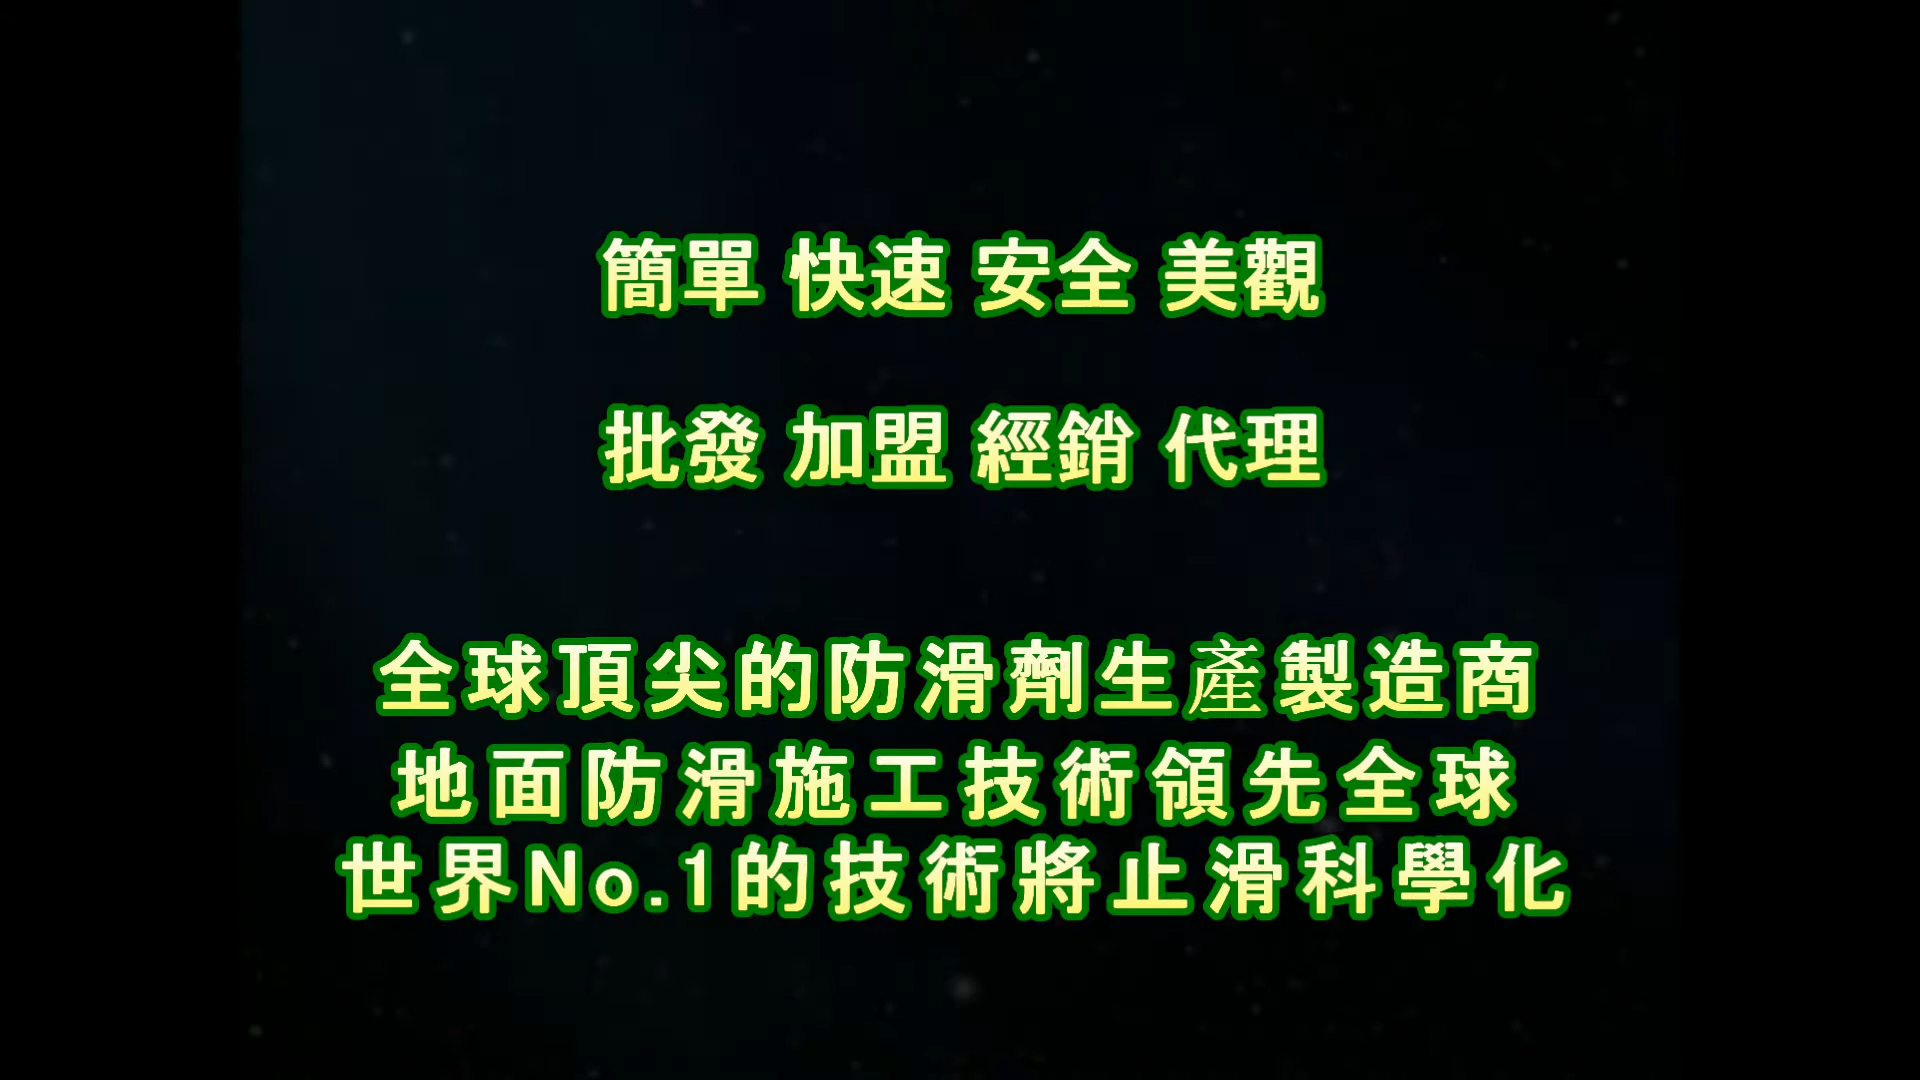 簡單 快速 安全 美觀
批發 加盟 經銷 代理
全球頂尖的防滑劑生產製造商
地面防滑施工技術領先全球
世界No.1的技術將止滑科學化